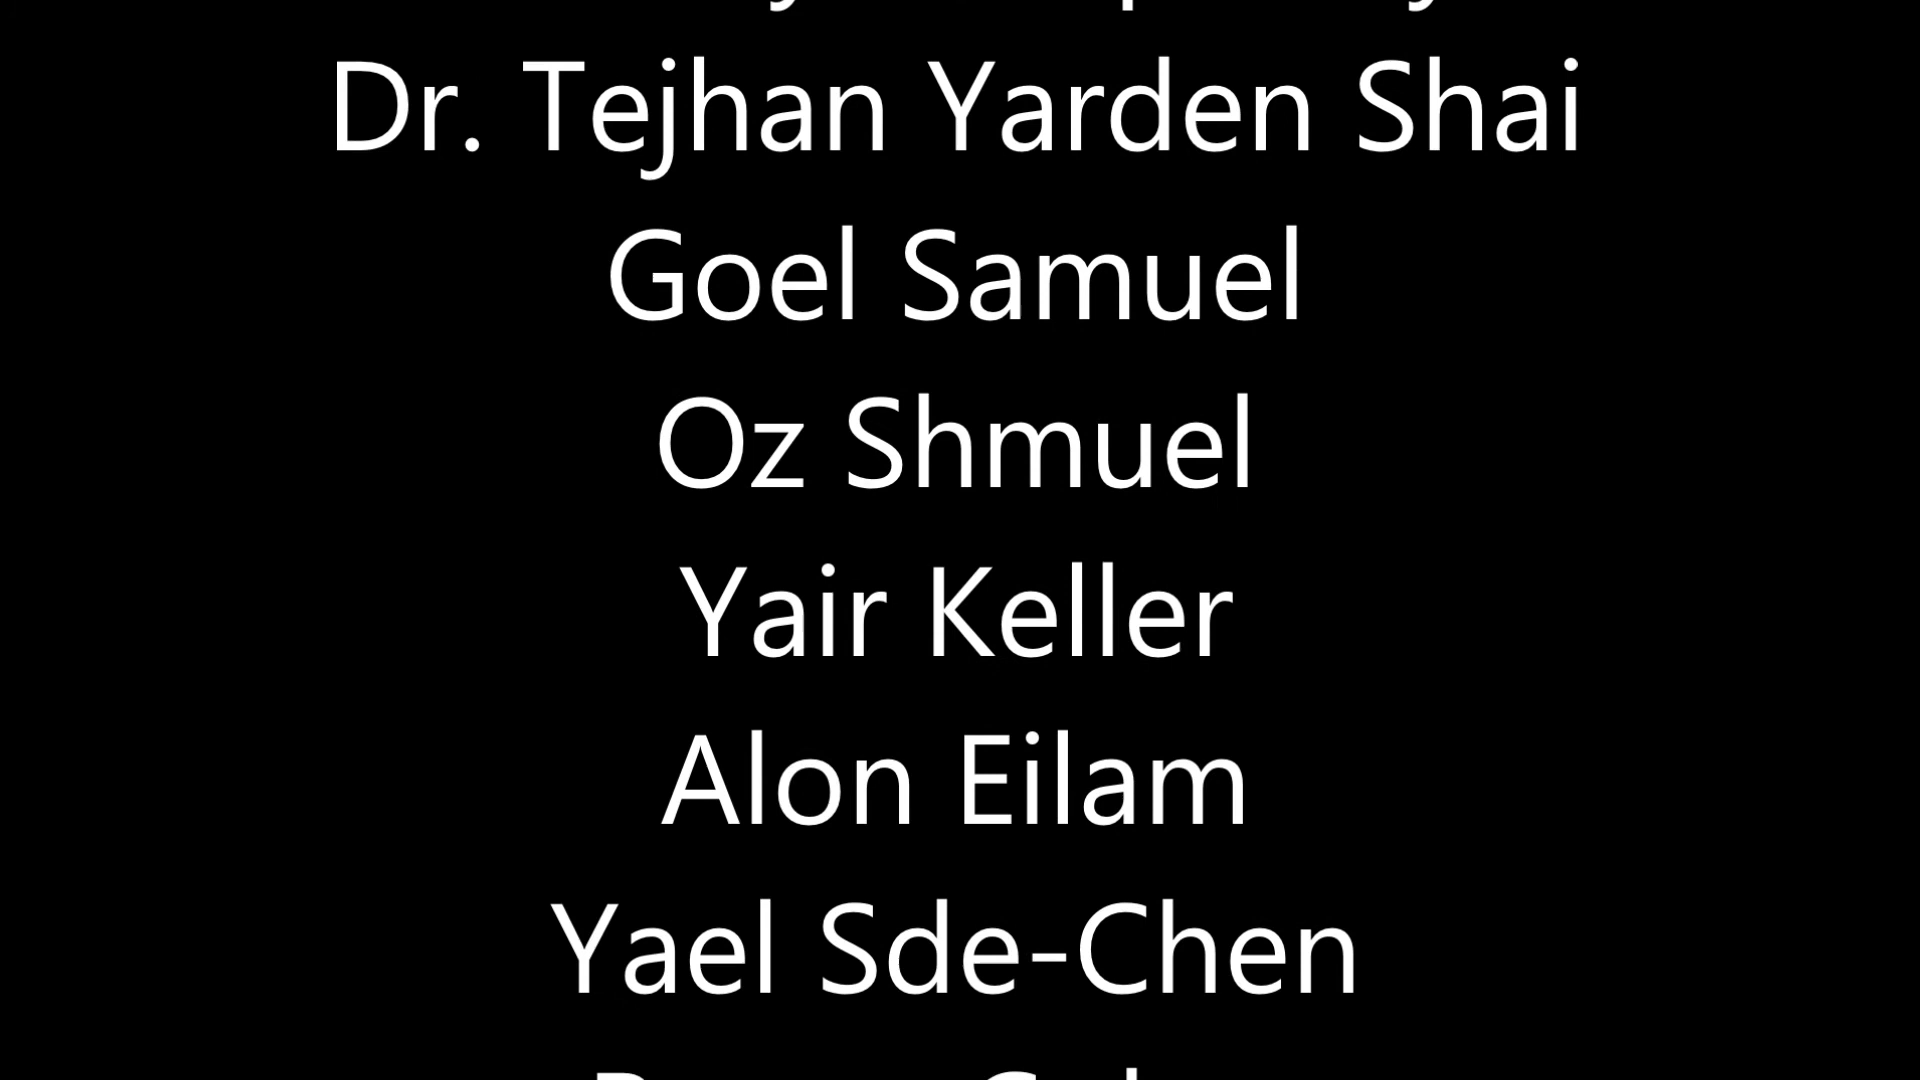 Dr. Tejhan Yarden Shai
Goel Samuel
Oz Shmuel
Yair Keller
Alon Eilam
Yael Sde-Chen